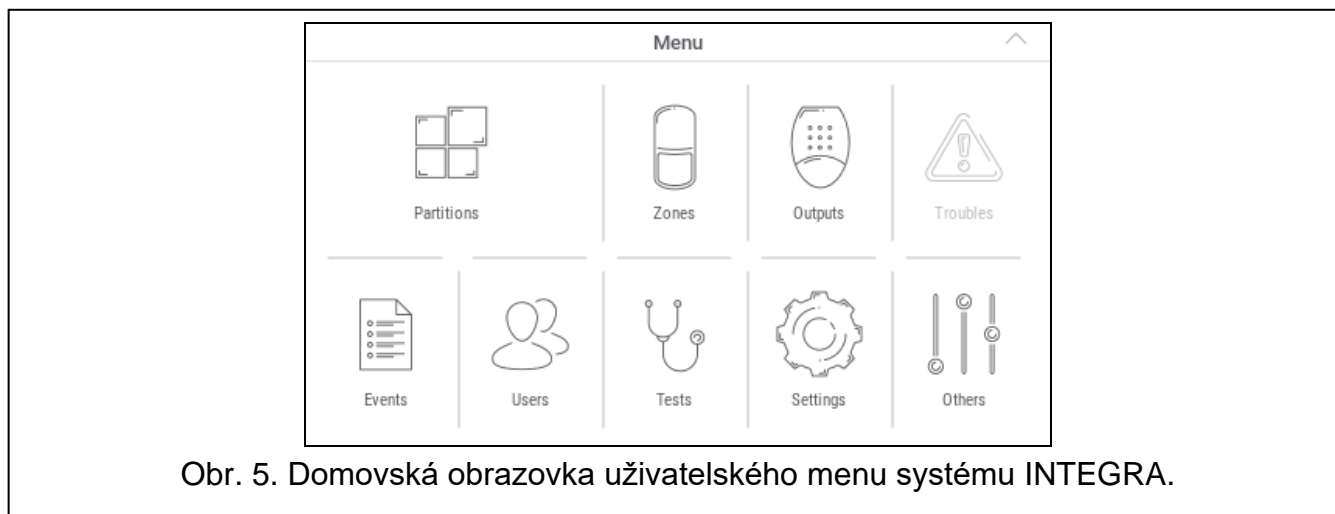 Menu
Partitions
Zones
Outputs
Troubles
Events
Users
Tests
Settings
Others
Obr. 5. Domovská obrazovka uživatelského menu systému INTEGRA.